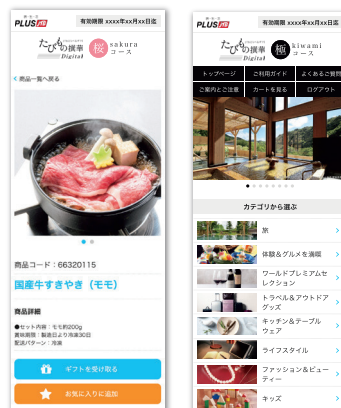 PLUS
有効期限 xxxx年xx月xx日迄
たびもの撰華
Digital
桜
sakura
コース
商品一覧へ戻る
商品コード：66320115
国産牛すきやき（モモ）
商品詳細
●セット内容：モモ約200g
賞味期限：製造日より冷凍30日
配送パターン：冷凍
ギフトを受け取る
お気に入りに追加
PLUS
有効期限 xxxx年xx月xx日迄
たびもの撰華
Digital
極
kiwami
コース
トップページ
ご利用ガイド
よくあるご質問
ご案内とご注意
カートを見る
ログアウト
カテゴリから選ぶ
旅
体験＆グルメを満喫
ワールドプレミアムセ
レクション
トラベル＆アウトドアグ
ッズ
キッチン＆テーブル
ウェア
ライフスタイル
ファッション＆ビュー
ティー
キッズ